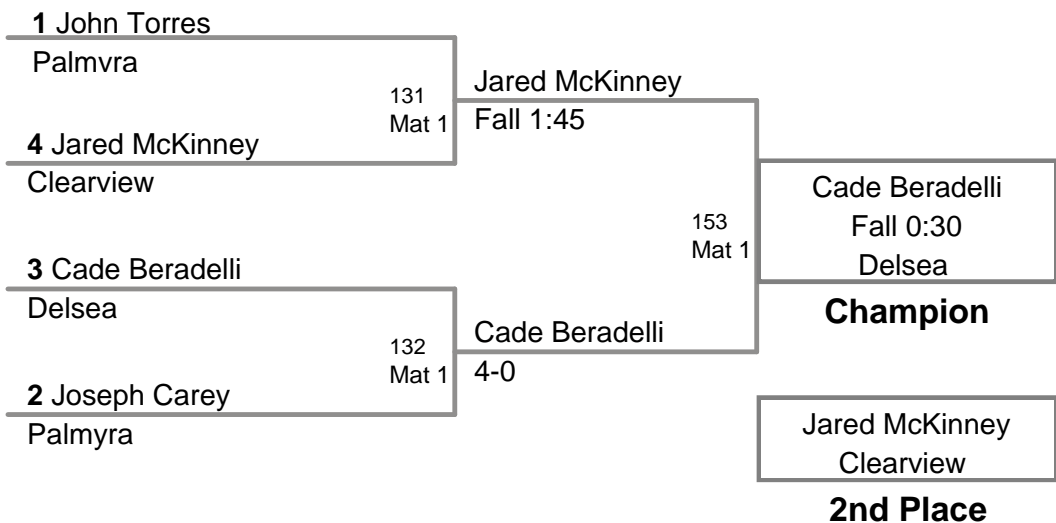 1 John Torres
Palmvra
131
Mat 1
Jared McKinney
Fall 1:45
4 Jared McKinney
Clearview
153
Mat 1
Cade Beradelli
Fall 0:30
Delsea
Champion
3 Cade Beradelli
Delsea
132
Mat 1
Cade Beradelli
4-0
2 Joseph Carey
Palmyra
Jared McKinney
Clearview
2nd Place